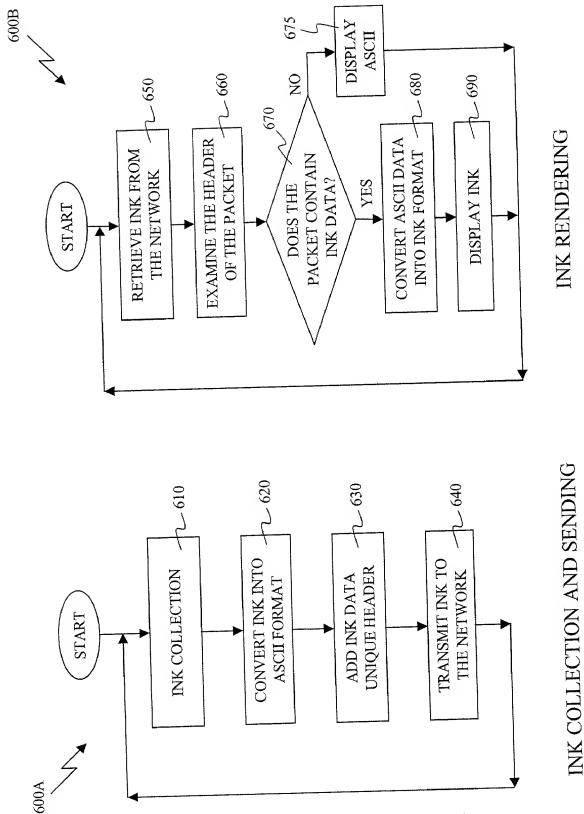 600A
START
INK COLLECTION
610
CONVERT INK INTO
ASCII FORMAT
620
ADD INK DATA
UNIQUE HEADER
630
TRANSMIT INK TO
THE NETWORK
640
INK COLLECTION AND SENDING
600B
START
RETRIEVE INK FROM
THE NETWORK
650
EXAMINE THE HEADER
OF THE PACKET
660
DOES THE
PACKET CONTAIN
INK DATA?
670
NO
DISPLAY
ASCII
675
YES
CONVERT ASCII DATA
INTO INK FORMAT
680
DISPLAY INK
690
INK RENDERING